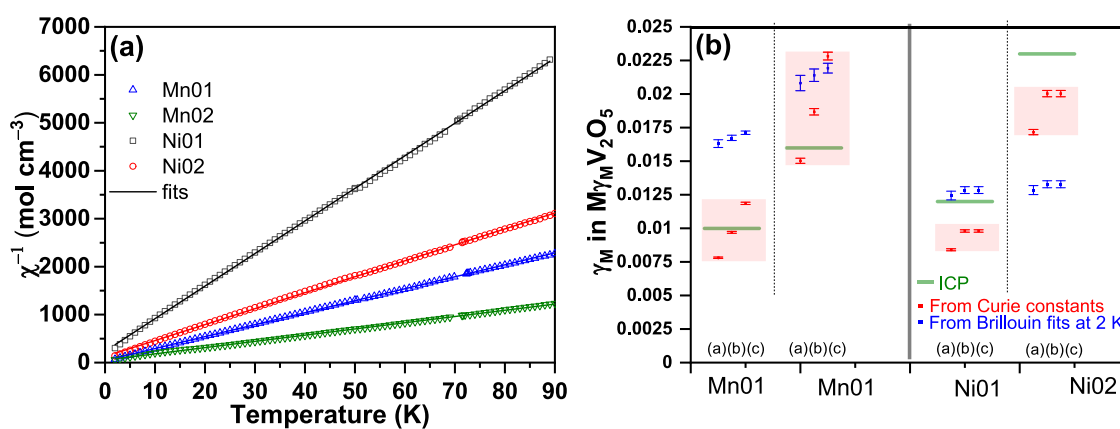 (a)
7000
6000
5000
4000
3000
2000
1000
0
χ⁻¹ (mol cm⁻³)
Mn01
Mn02
Ni01
Ni02
fits
0 10 20 30 40 50 60 70 80 90
Temperature (K)
(b)
0.025
0.0225
0.02
0.0175
0.015
0.0125
0.01
0.0075
0.005
0.0025
0
γM in MγMV2O5
ICP
From Curie constants
From Brillouin fits at 2 K
(a)(b)(c) (a)(b)(c) (a)(b)(c) (a)(b)(c)
Mn01 Mn01 Ni01 Ni02